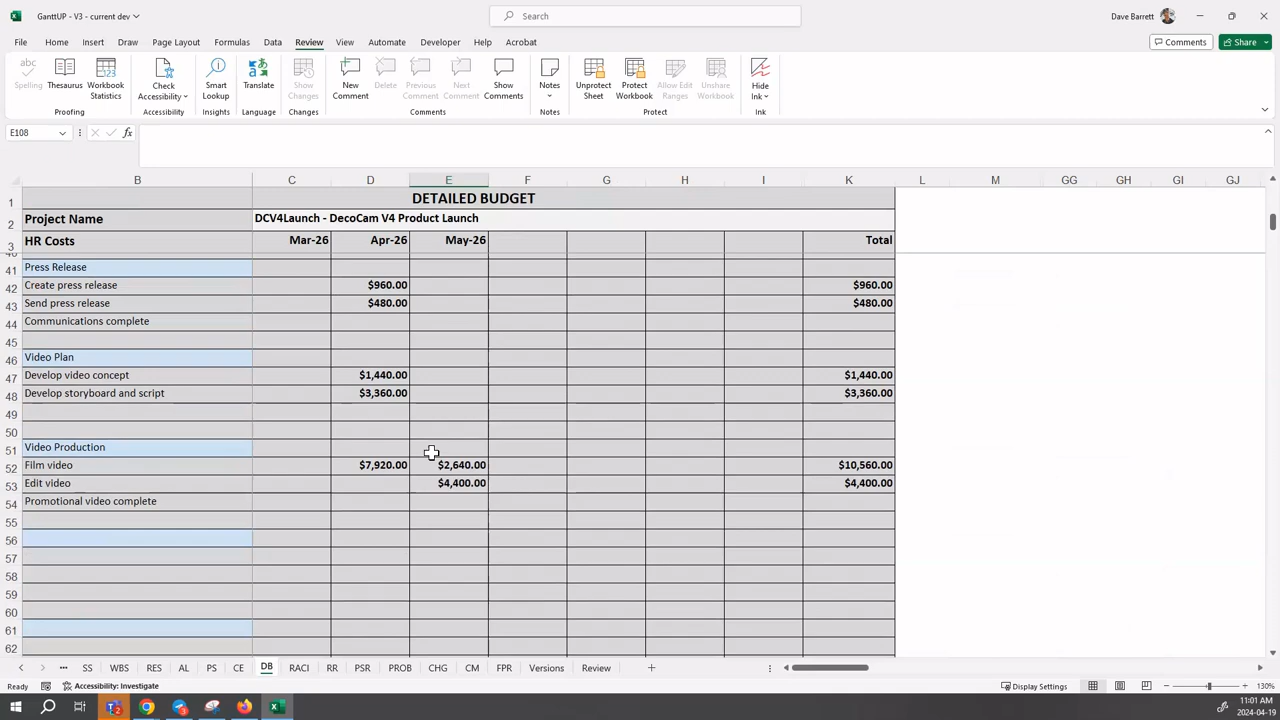 GanttUP - V3 - current dev
Search
Dave Barrett
File Home Insert Draw Page Layout Formulas Data Review View Automate Developer Help Acrobat
Comments Share
abc
Spelling Thesaurus Workbook Statistics
Check Accessibility
Smart Lookup
Translate
Show Changes
New Comment Delete Previous Comment Next Comment Show Comments
Notes
Unprotect Sheet Protect Workbook Allow Edit Ranges Unshare Workbook
Hide Ink
Proofing Accessibility Insights Language Changes Comments Notes Protect Ink
E108 fx
B C D E F G H I K L M GG GH GI GJ
1 DETAILED BUDGET
2 Project Name DCV4Launch - DecoCam V4 Product Launch
3 HR Costs Mar-26 Apr-26 May-26 Total
40
41 Press Release
42 Create press release $960.00 $960.00
43 Send press release $480.00 $480.00
44 Communications complete
45
46 Video Plan
47 Develop video concept $1,440.00 $1,440.00
48 Develop storyboard and script $3,360.00 $3,360.00
49
50
51 Video Production
52 Film video $7,920.00 $2,640.00 $10,560.00
53 Edit video $4,400.00 $4,400.00
54 Promotional video complete
55
56
57
58
59
60
61
62
SS WBS RES AL PS CE DB RACI RR PSR PROB CHG CM FPR Versions Review
Ready Accessibility: Investigate Display Settings 130%
11:01 AM
2024-04-19